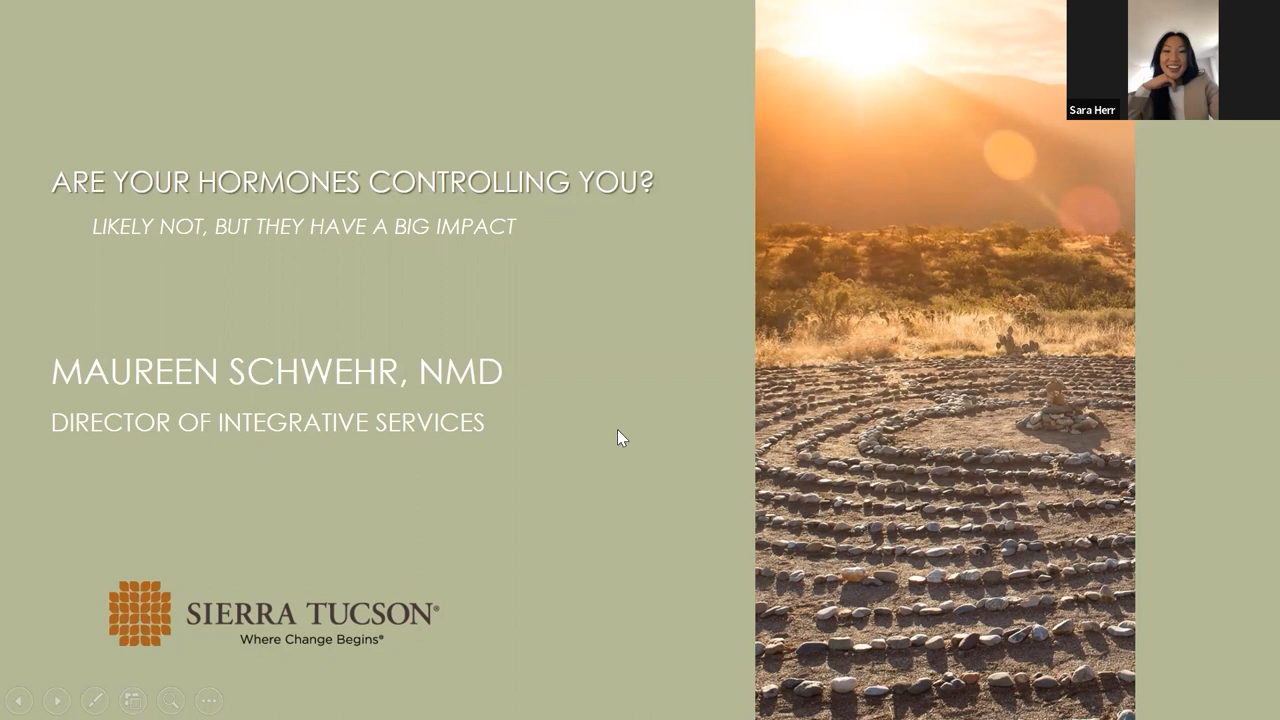 Sara Herr
ARE YOUR HORMONES CONTROLLING YOU?
LIKELY NOT, BUT THEY HAVE A BIG IMPACT
MAUREEN SCHWEHR, NMD
DIRECTOR OF INTEGRATIVE SERVICES
SIERRA TUCSON®
Where Change Begins®